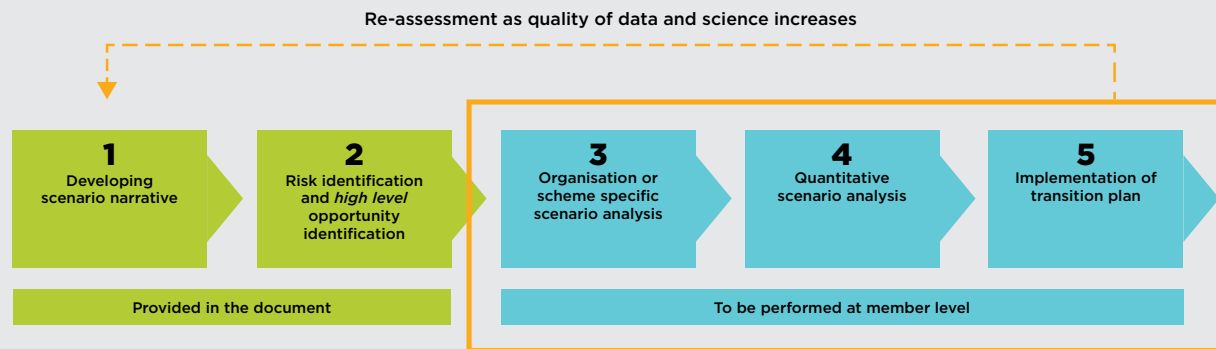 Re-assessment as quality of data and science increases
1
Developing
scenario narrative
2
Risk identification
and high level
opportunity
identification
3
Organisation or
scheme specific
scenario analysis
4
Quantitative
scenario analysis
5
Implementation of
transition plan
Provided in the document
To be performed at member level